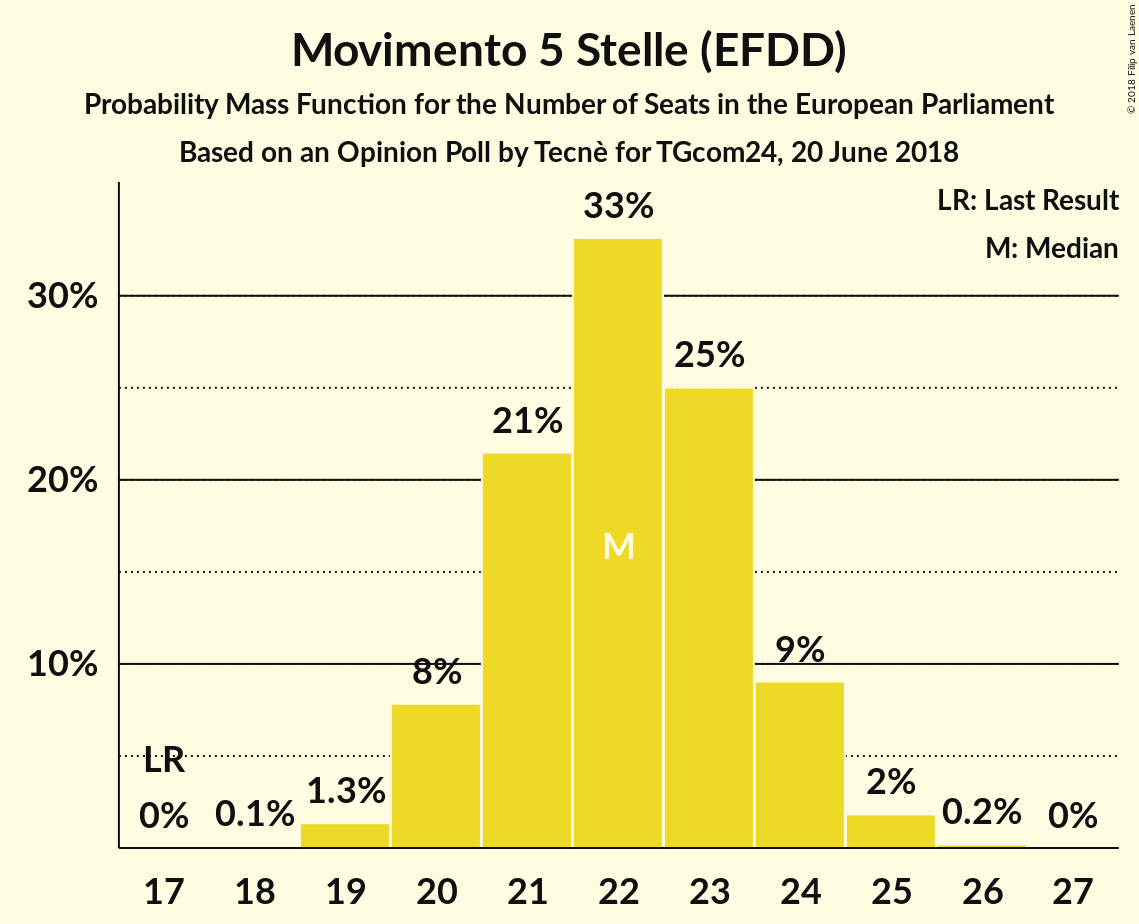 Movimento 5 Stelle (EFDD)
Probability Mass Function for the Number of Seats in the European Parliament
Based on an Opinion Poll by Tecnè for TGcom24, 20 June 2018
© 2018 Filip van Laenen
LR: Last Result
M: Median
33%
30%
25%
21%
20%
M
10%
9%
8%
LR
2%
1.3%
0% 0.1% 0.2% 0%
17 18 19 20 21 22 23 24 25 26 27